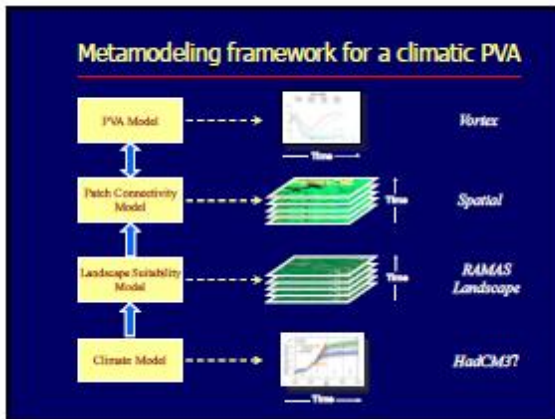 Metamodeling framework for a climatic PVA
PVA Model
Time
Vortex
Patch Connectivity
Model
Time
Spatial
Landscape Suitability
Model
Time
RAMAS
Landscape
Climate Model
Time
HadCM3?